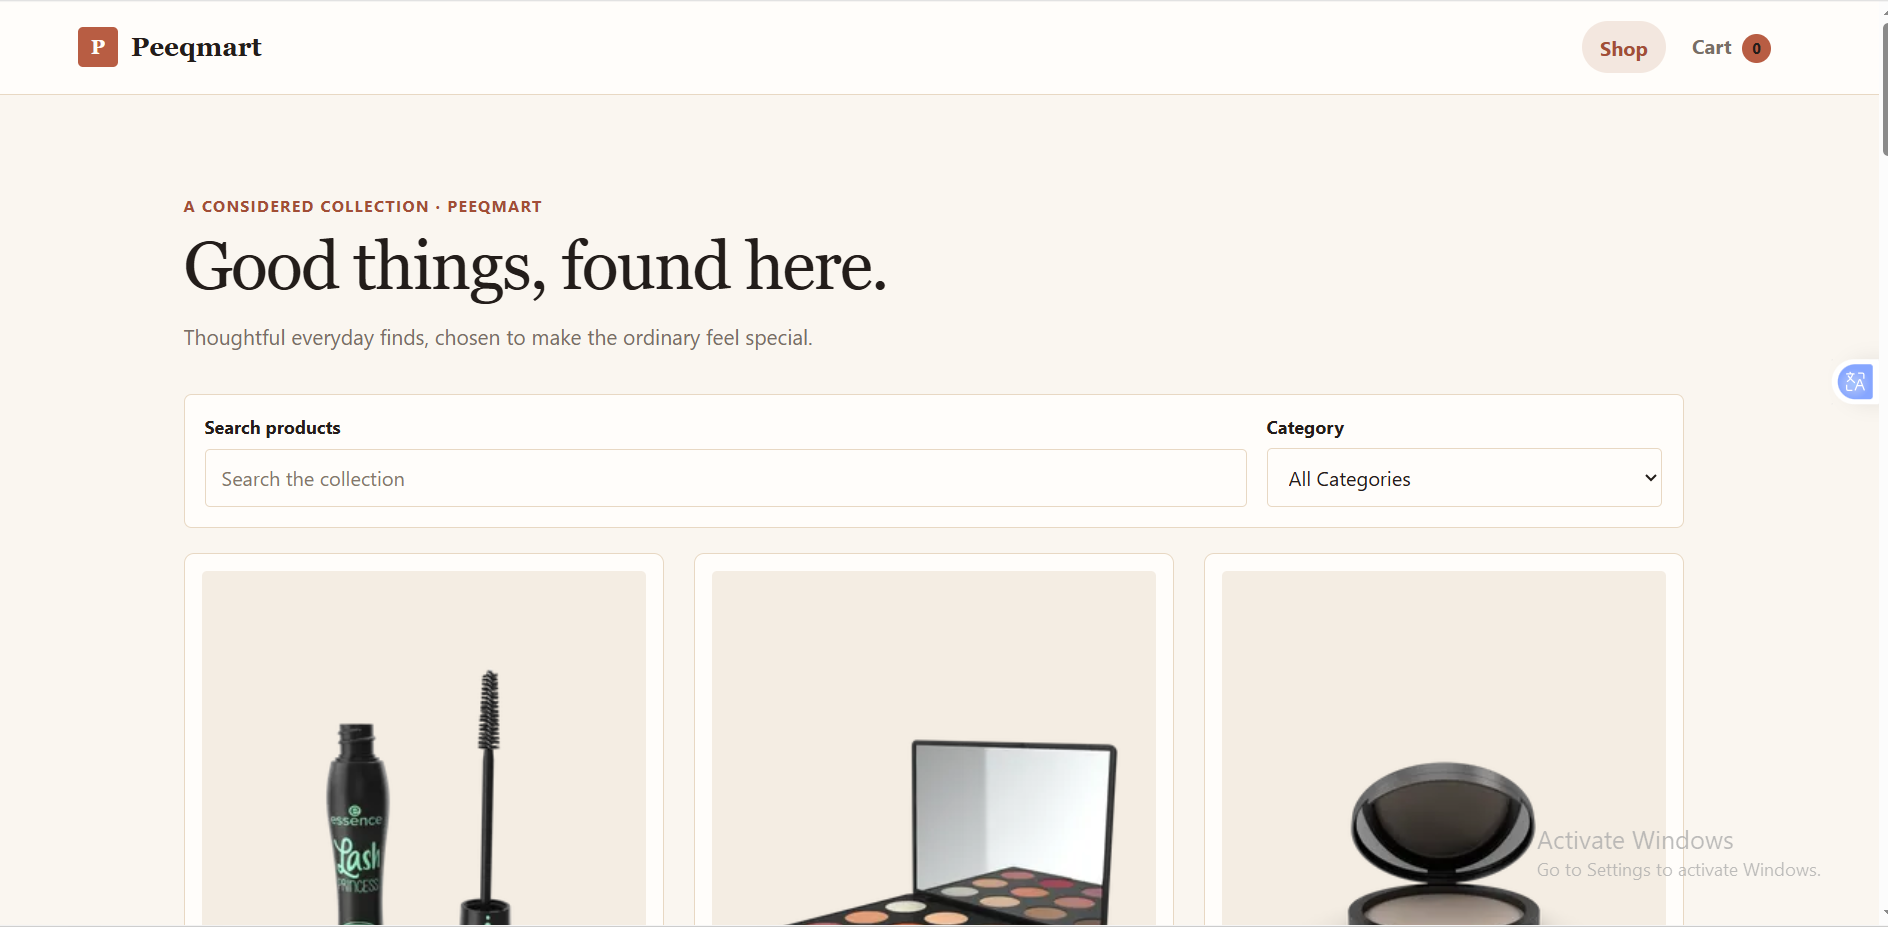 P Peeqmart
Shop Cart 0
A CONSIDERED COLLECTION · PEEQMART
Good things, found here.
Thoughtful everyday finds, chosen to make the ordinary feel special.
Search products
Category
Search the collection
All Categories
essence
Lash
PRINCESS
Activate Windows
Go to Settings to activate Windows.